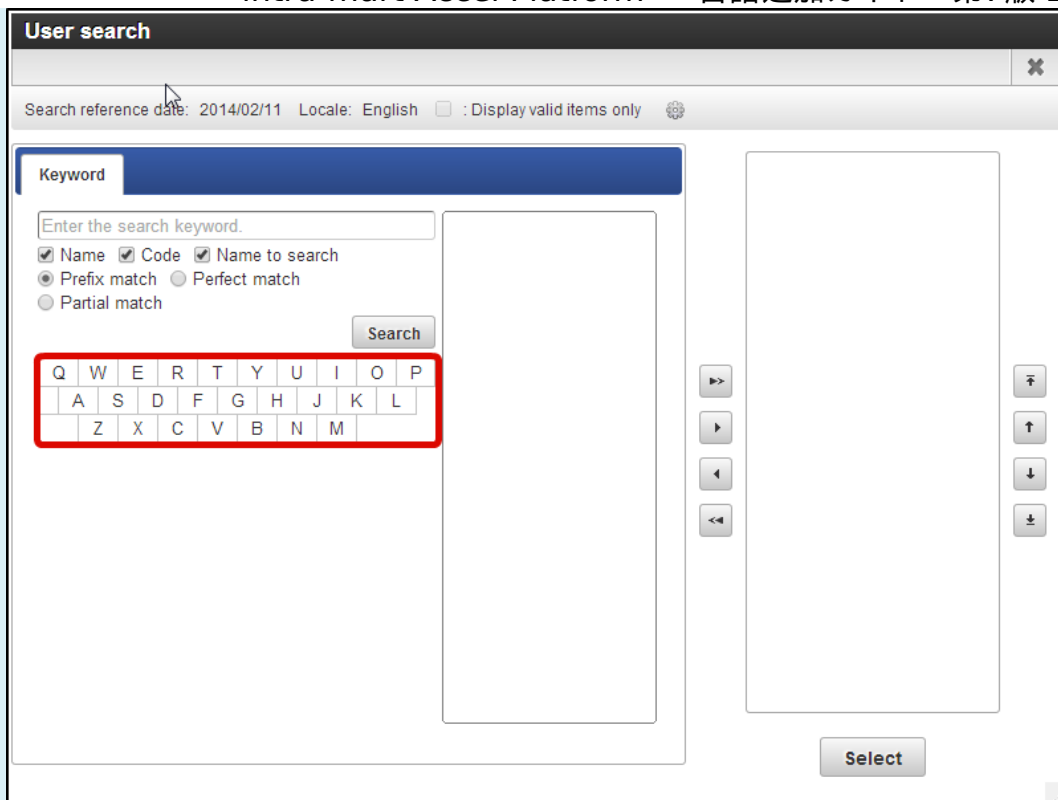 User search
Search reference date: 2014/02/11 Locale: English : Display valid items only
Keyword
Enter the search keyword.
Name Code Name to search
Prefix match Perfect match
Partial match
Search
Q W E R T Y U I O P
A S D F G H J K L
Z X C V B N M
Select